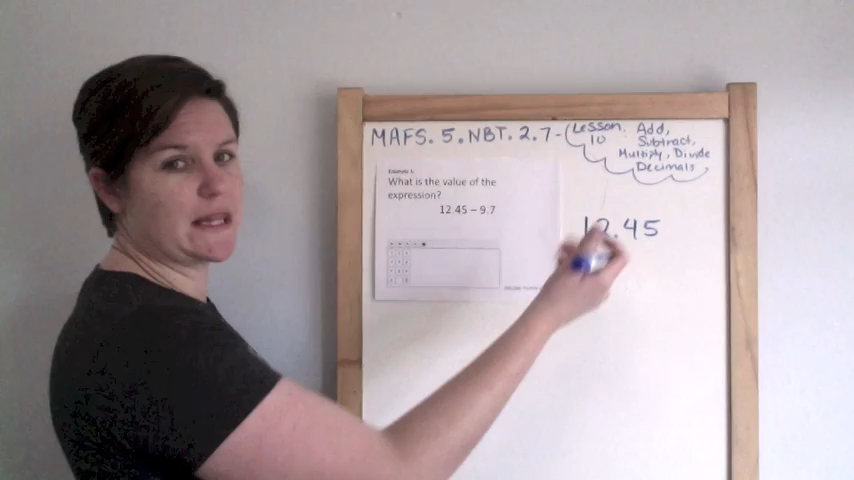 MAFS. 5. NBT. 2. 7 - Lesson 10
Add,
Subtract,
Multiply, Divide
Decimals
What is the value of the
expression?
12.45 – 9.7
12.45